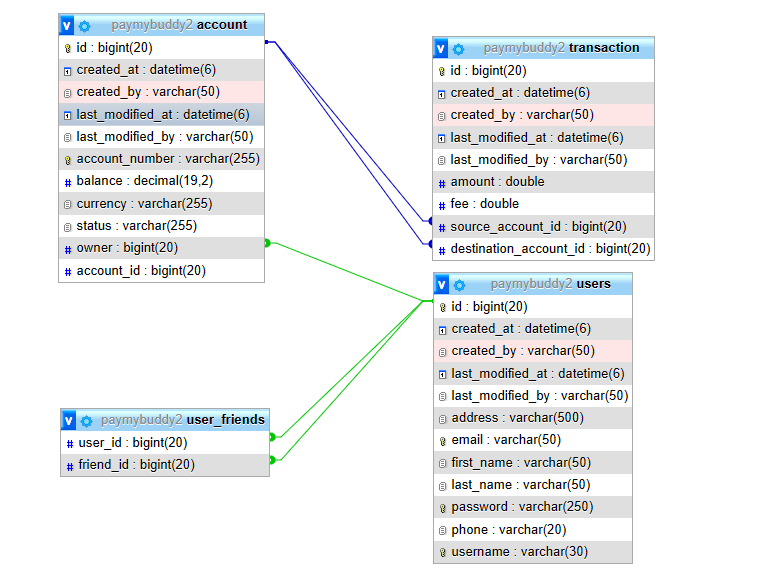 v paymybuddy2 account
id : bigint(20)
created_at : datetime(6)
created_by : varchar(50)
last_modified_at : datetime(6)
last_modified_by : varchar(50)
account_number : varchar(255)
# balance : decimal(19,2)
currency : varchar(255)
status : varchar(255)
# owner : bigint(20)
# account_id : bigint(20)
v paymybuddy2 transaction
id : bigint(20)
created_at : datetime(6)
created_by : varchar(50)
last_modified_at : datetime(6)
last_modified_by : varchar(50)
# amount : double
# fee : double
# source_account_id : bigint(20)
# destination_account_id : bigint(20)
v paymybuddy2 users
id : bigint(20)
created_at : datetime(6)
created_by : varchar(50)
last_modified_at : datetime(6)
last_modified_by : varchar(50)
address : varchar(500)
email : varchar(50)
first_name : varchar(50)
last_name : varchar(50)
password : varchar(250)
phone : varchar(20)
username : varchar(30)
v paymybuddy2 user_friends
# user_id : bigint(20)
# friend_id : bigint(20)